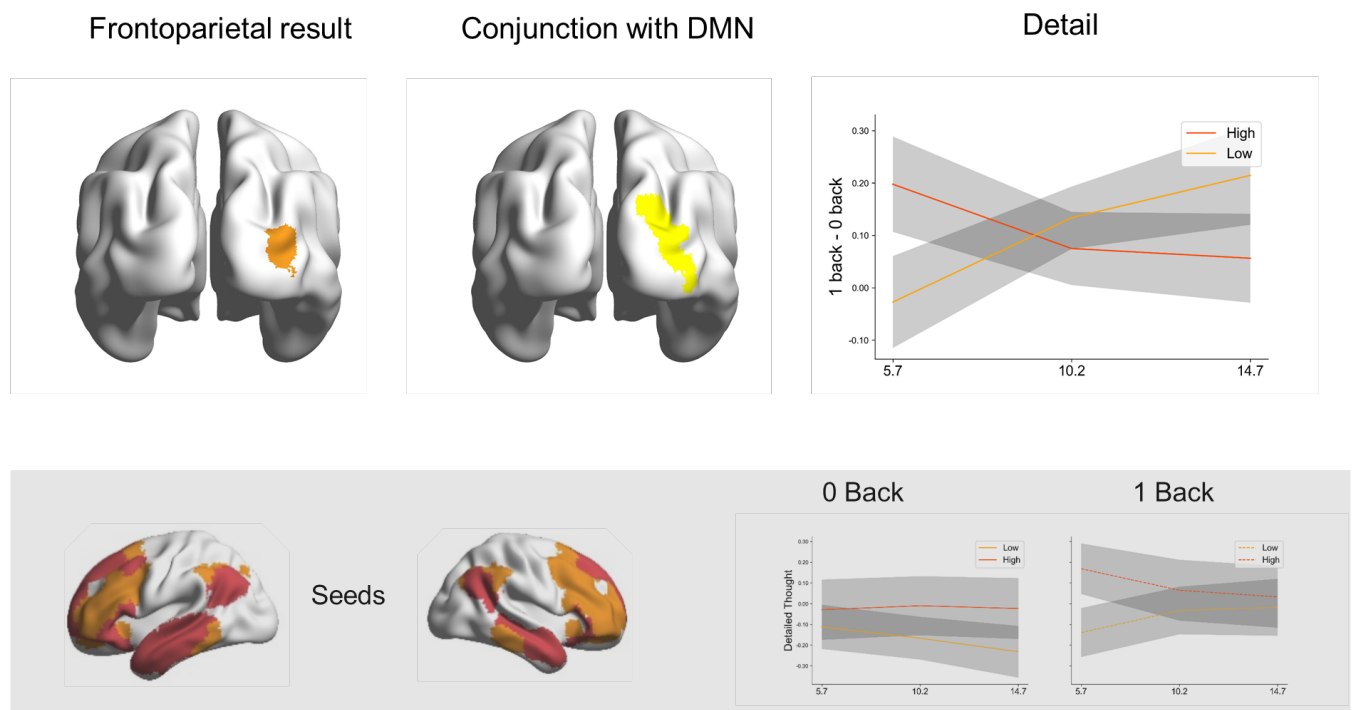 Frontoparietal result
Conjunction with DMN
Detail
High
Low
0.30
0.20
0.10
0.00
-0.10
1 back - 0 back
5.7 10.2 14.7
0 Back
1 Back
Seeds
Low
High
0.30
0.20
0.10
0.00
-0.10
-0.20
-0.30
Detailed Thought
5.7 10.2 14.7
Low
High
5.7 10.2 14.7